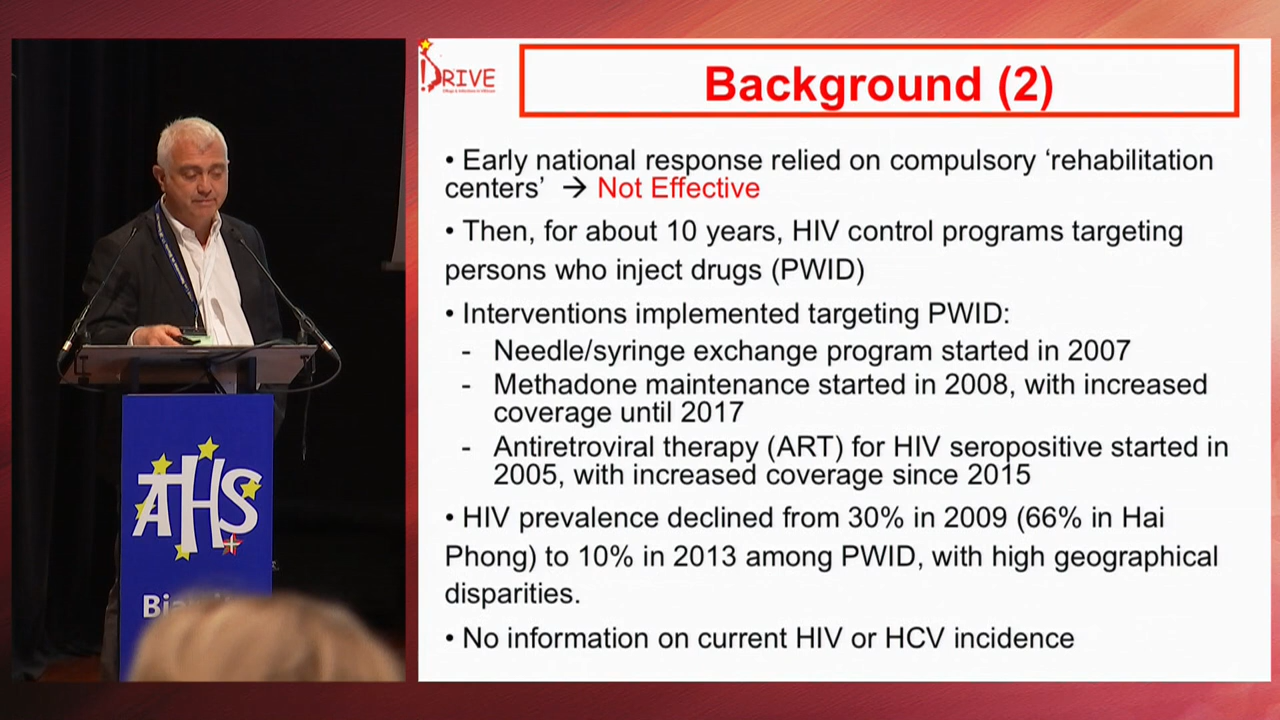 DRIVE
Background (2)
• Early national response relied on compulsory ‘rehabilitation
centers’ → Not Effective
• Then, for about 10 years, HIV control programs targeting
persons who inject drugs (PWID)
• Interventions implemented targeting PWID:
- Needle/syringe exchange program started in 2007
- Methadone maintenance started in 2008, with increased
coverage until 2017
- Antiretroviral therapy (ART) for HIV seropositive started in
2005, with increased coverage since 2015
• HIV prevalence declined from 30% in 2009 (66% in Hai
Phong) to 10% in 2013 among PWID, with high geographical
disparities.
• No information on current HIV or HCV incidence
ATHS